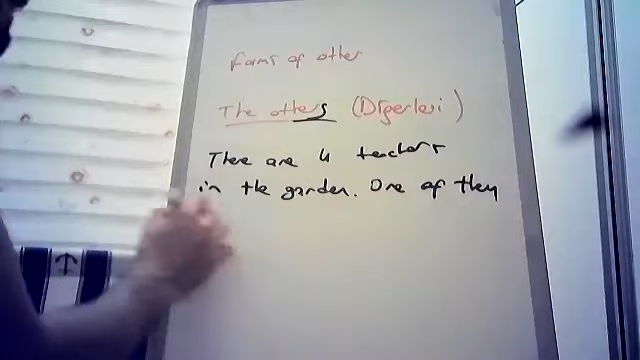 Forms of other
The others (Diğerleri)
There are 4 teachers
in the garden. One of them